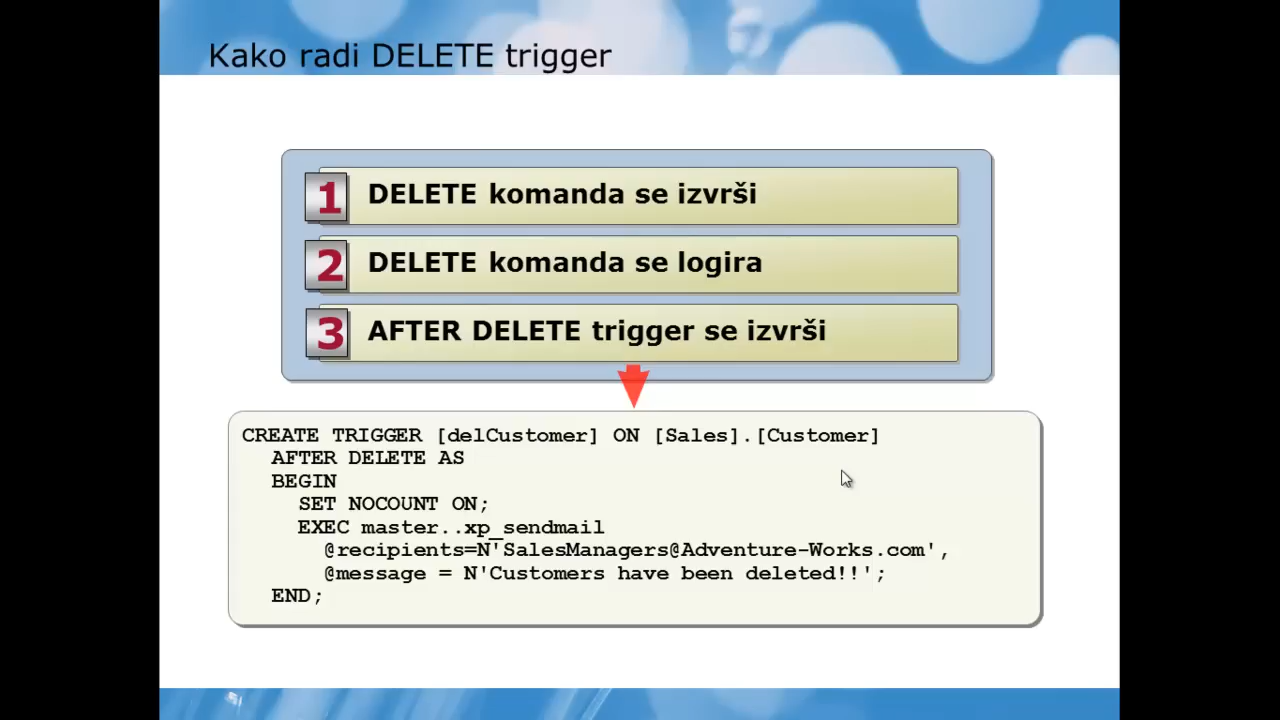 Kako radi DELETE trigger
1 DELETE komanda se izvrši
2 DELETE komanda se logira
3 AFTER DELETE trigger se izvrši
CREATE TRIGGER [delCustomer] ON [Sales].[Customer]
AFTER DELETE AS
BEGIN
SET NOCOUNT ON;
EXEC master..xp_sendmail
@recipients=N'SalesManagers@Adventure-Works.com',
@message = N'Customers have been deleted!!';
END;